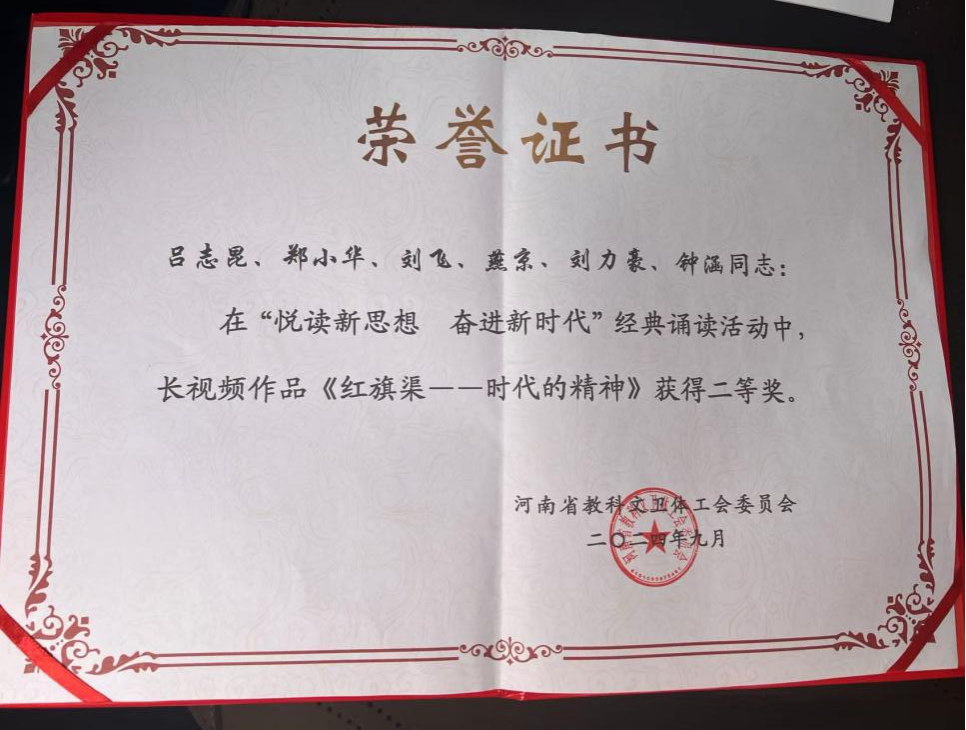 荣誉证书
吕志昆、郑小华、刘飞、燕京、刘力豪、钟涵同志：
在“悦读新思想　奋进新时代”经典诵读活动中，
长视频作品《红旗渠——时代的精神》获得二等奖。
河南省教科文卫体工会委员会
二〇二四年九月